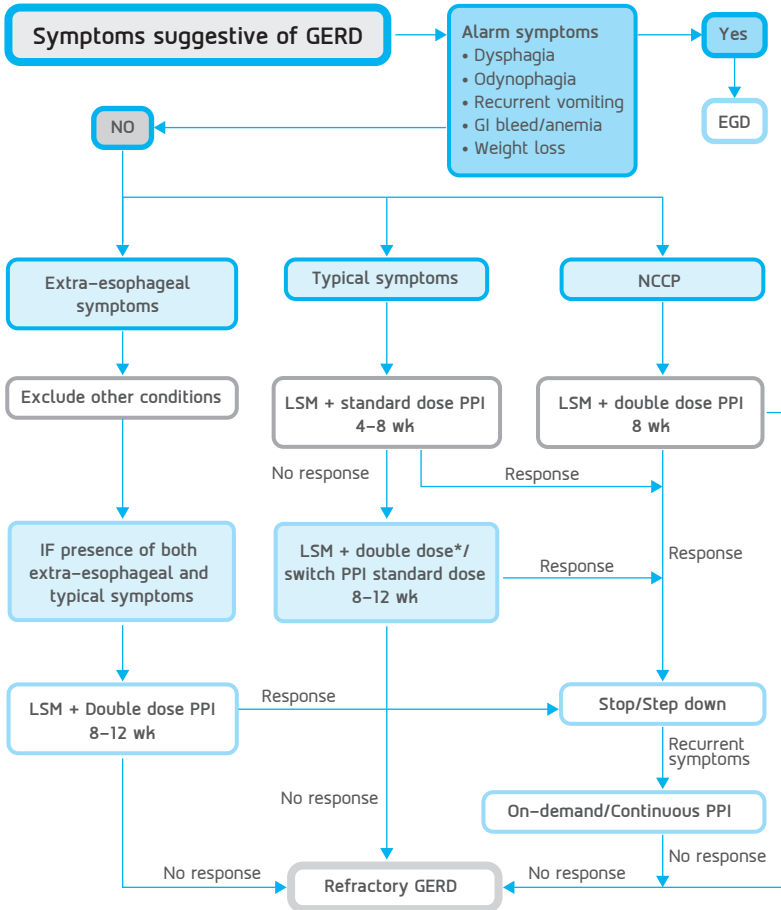 Symptoms suggestive of GERD
Alarm symptoms
• Dysphagia
• Odynophagia
• Recurrent vomiting
• GI bleed/anemia
• Weight loss
Yes
EGD
NO
Extra-esophageal
symptoms
Typical symptoms
NCCP
Exclude other conditions
LSM + standard dose PPI
4-8 wk
LSM + double dose PPI
8 wk
No response
Response
IF presence of both
extra-esophageal and
typical symptoms
LSM + double dose*/
switch PPI standard dose
8-12 wk
Response
Response
LSM + Double dose PPI
8-12 wk
Response
Stop/Step down
Recurrent
symptoms
No response
On-demand/Continuous PPI
No response
No response
Refractory GERD
No response